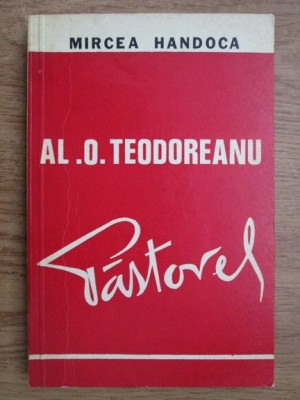 MIRCEA HANDOCA
AL.O. TEODOREANU
Păstorel